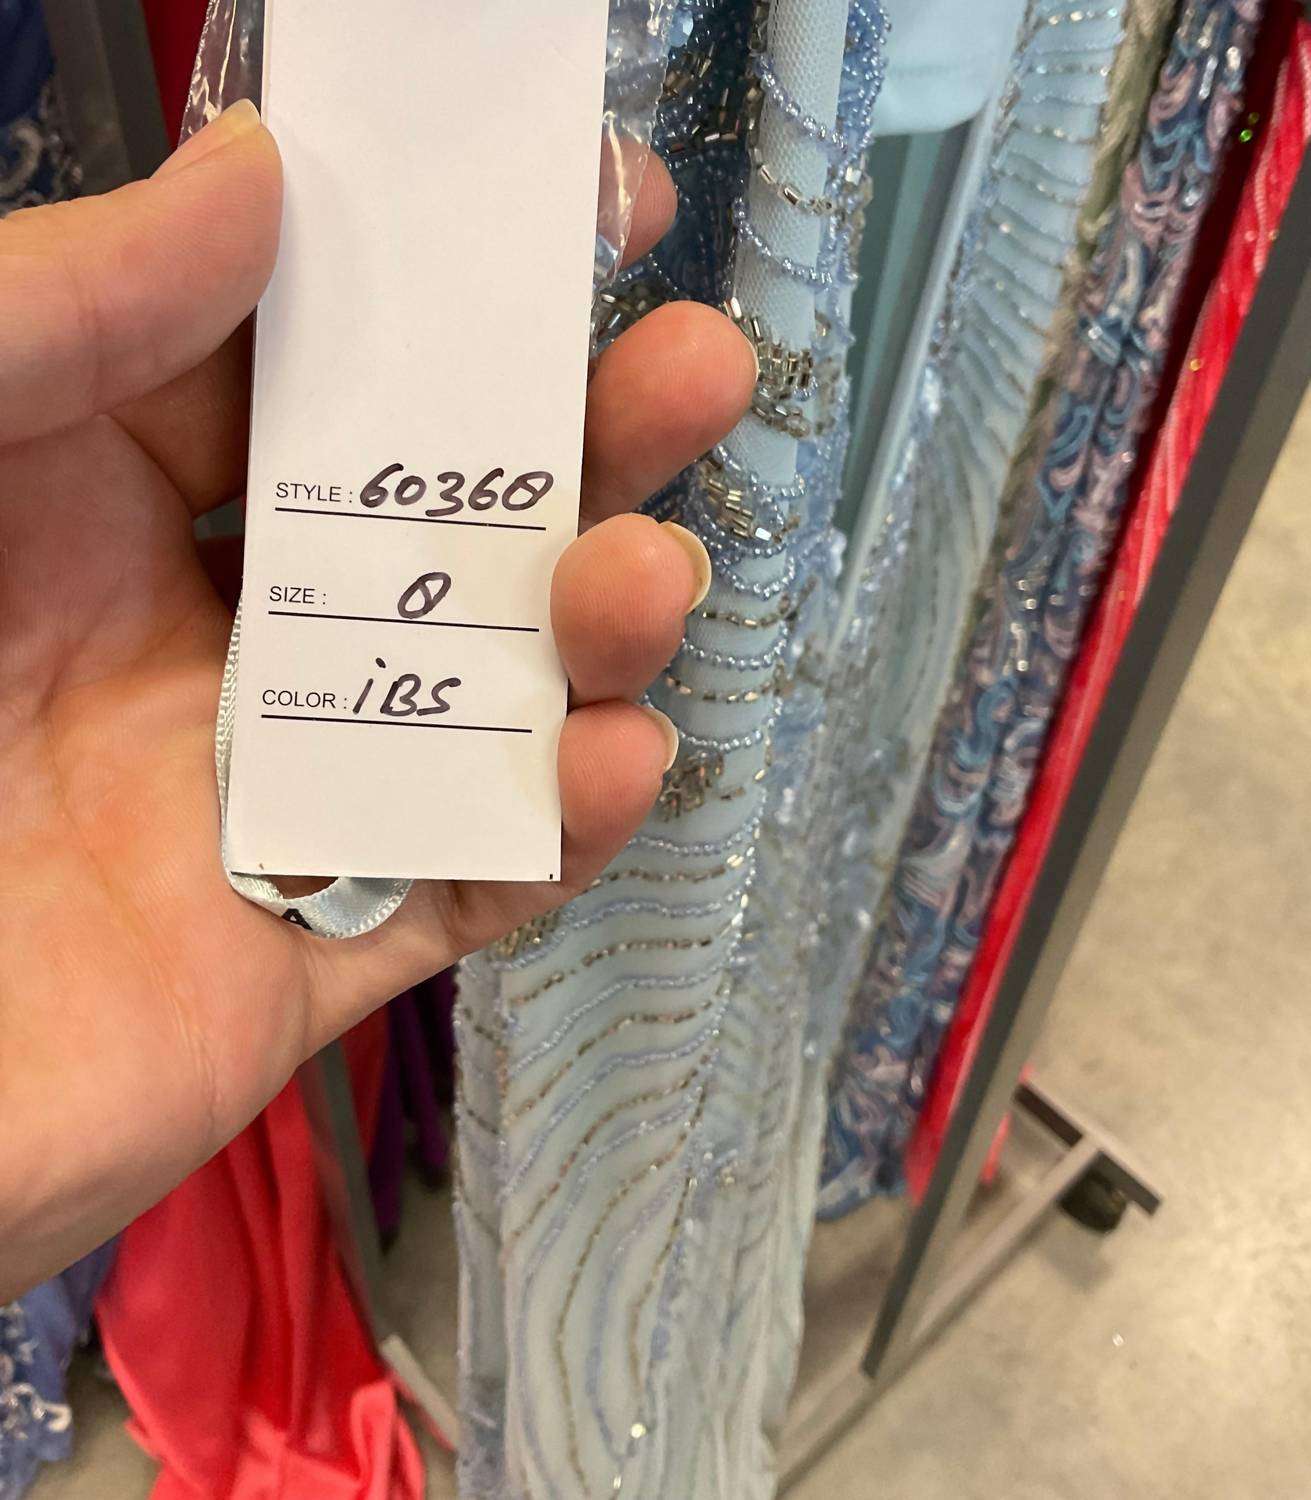 STYLE : 60360
SIZE : 0
COLOR : iBS
A